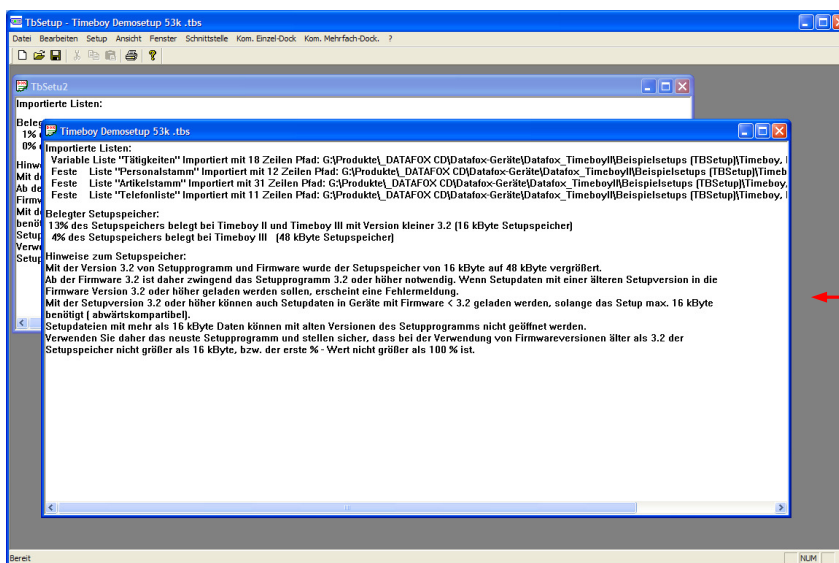 TbSetup - Timeboy Demosetup 53k .tbs
Datei Bearbeiten Setup Ansicht Fenster Schnittstelle Kom. Einzel-Dock Kom. Mehrfach-Dock. ?
TbSetu2
Importierte Listen:
1%
0%
Timeboy Demosetup 53k .tbs
Importierte Listen:
Variable Liste "Tätigkeiten" Importiert mit 18 Zeilen Pfad: G:\Produkte\_DATAFOX CD\Datafox-Geräte\Datafox_TimeboyII\Beispielsetups (TBSetup)\Timeboy,
Feste Liste "Personalstamm" Importiert mit 12 Zeilen Pfad: G:\Produkte\_DATAFOX CD\Datafox-Geräte\Datafox_TimeboyII\Beispielsetups (TBSetup)\Timeb
Feste Liste "Artikelstamm" Importiert mit 31 Zeilen Pfad: G:\Produkte\_DATAFOX CD\Datafox-Geräte\Datafox_TimeboyII\Beispielsetups (TBSetup)\Timeboy,
Feste Liste "Telefonliste" Importiert mit 11 Zeilen Pfad: G:\Produkte\_DATAFOX CD\Datafox-Geräte\Datafox_TimeboyII\Beispielsetups (TBSetup)\Timeboy,
Belegter Setupspeicher:
13% des Setupspeichers belegt bei Timeboy II und Timeboy III mit Version kleiner 3.2 (16 kByte Setupspeicher)
4% des Setupspeichers belegt bei Timeboy III (48 kByte Setupspeicher)
Hinweise zum Setupspeicher:
Mit der Version 3.2 von Setupprogramm und Firmware wurde der Setupspeicher von 16 kByte auf 48 kByte vergrößert.
Ab der Firmware 3.2 ist daher zwingend das Setupprogramm 3.2 oder höher notwendig. Wenn Setupdaten mit einer älteren Setupversion in die
Firmware Version 3.2 oder höher geladen werden sollen, erscheint eine Fehlermeldung.
Mit der Setupversion 3.2 oder höher können auch Setupdaten in Geräte mit Firmware < 3.2 geladen werden, solange das Setup max. 16 kByte
benötigt ( abwärtskompartibel).
Setupdateien mit mehr als 16 kByte Daten können mit alten Versionen des Setupprogramms nicht geöffnet werden.
Verwenden Sie daher das neuste Setupprogramm und stellen sicher, dass bei der Verwendung von Firmwareversionen älter als 3.2 der
Setupspeicher nicht größer als 16 kByte, bzw. der erste % - Wert nicht größer als 100 % ist.
Bereit
NUM